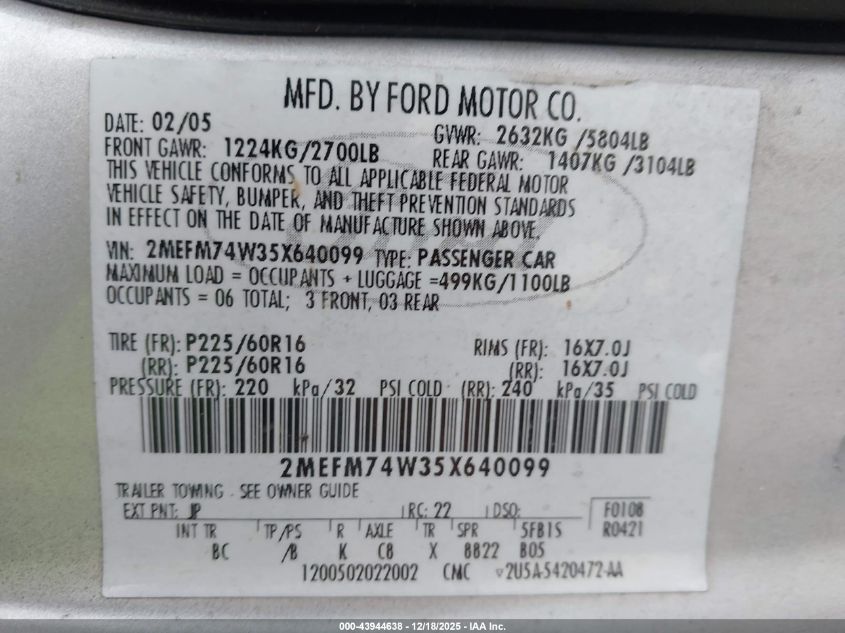 MFD. BY FORD MOTOR CO.
DATE: 02/05 GVWR: 2632KG /5804LB
FRONT GAWR: 1224KG/2700LB REAR GAWR: 1407KG /3104LB
THIS VEHICLE CONFORMS TO ALL APPLICABLE FEDERAL MOTOR
VEHICLE SAFETY, BUMPER, AND THEFT PREVENTION STANDARDS
IN EFFECT ON THE DATE OF MANUFACTURE SHOWN ABOVE.
VIN: 2MEFM74W35X640099 TYPE: PASSENGER CAR
MAXIMUM LOAD = OCCUPANTS + LUGGAGE =499KG/1100LB
OCCUPANTS = 06 TOTAL; 3 FRONT, 03 REAR
TIRE (FR): P225/60R16 RIMS (FR): 16X7.0J
(RR): P225/60R16 (RR): 16X7.0J
PRESSURE (FR): 220 kPa/32 PSI COLD (RR): 240 kPa/35 PSI COLD
2MEFM74W35X640099
TRAILER TOWING - SEE OWNER GUIDE
EXT PNT: JP RC: 22 DSO: F0108
INT TR TP/PS R AXLE TR SPR 5FB15 R0421
BC /B K C8 X 8822 B05
1200502022002 CMC 2U5A-5420472-AA
000-43944638 - 12/18/2025 - IAA Inc.